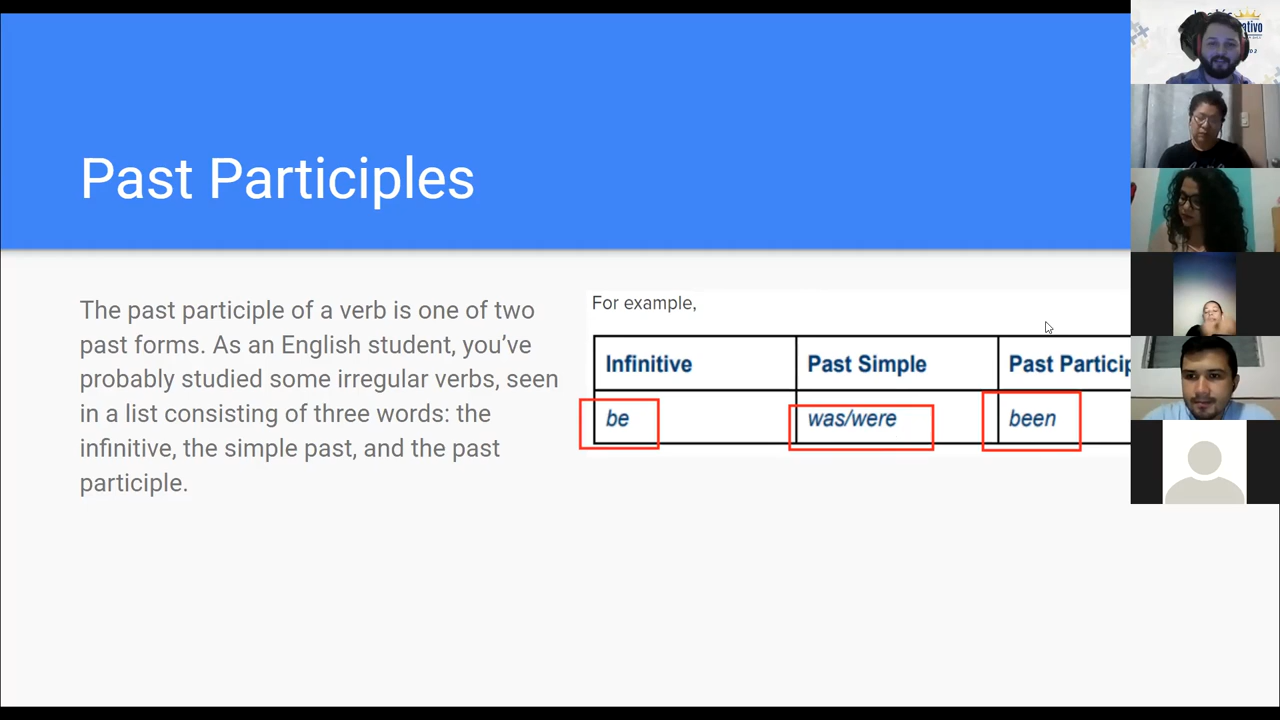 Past Participles
The past participle of a verb is one of two
past forms. As an English student, you’ve
probably studied some irregular verbs, seen
in a list consisting of three words: the
infinitive, the simple past, and the past
participle.
For example,
Infinitive Past Simple Past Particip
be was/were been